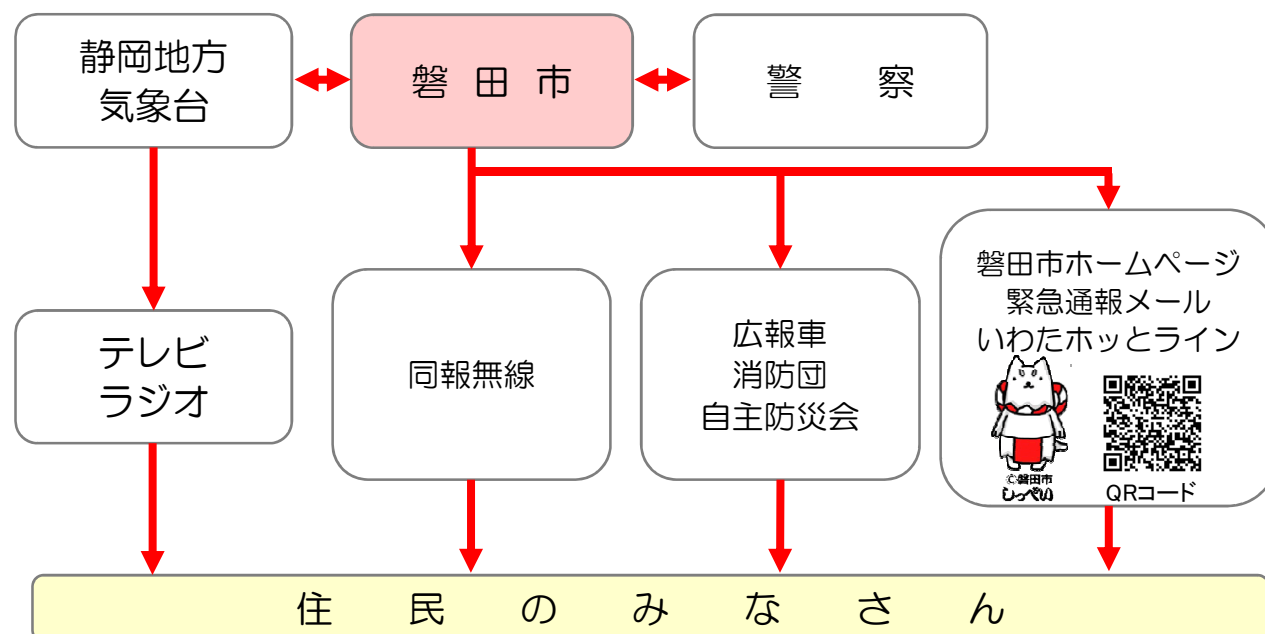 静岡地方
気象台
磐田市
警察
テレビ
ラジオ
同報無線
広報車
消防団
自主防災会
磐田市ホームページ
緊急通報メール
いわたホッとライン
©磐田市
しっぺい
QRコード
住民のみなさん